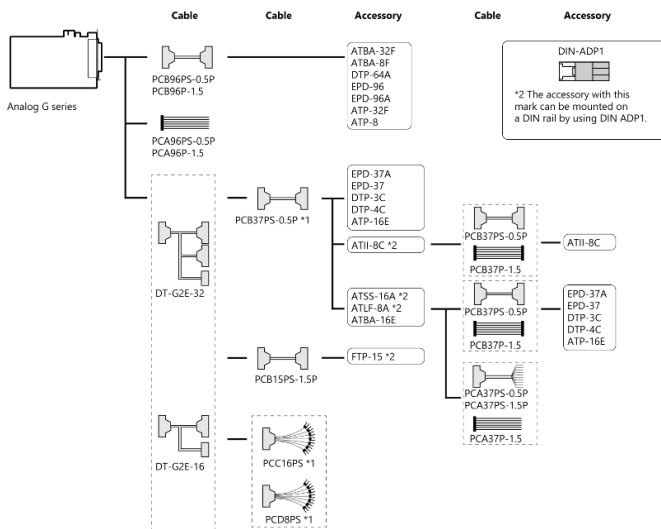 Cable
Cable
Accessory
Cable
Accessory
Analog G series
PCB96PS-0.5P
PCB96P-1.5
ATBA-32F
ATBA-8F
DTP-64A
EPD-96
EPD-96A
ATP-32F
ATP-8
DIN-ADP1
*2 The accessory with this
mark can be mounted on
a DIN rail by using DIN ADP1.
PCA96PS-0.5P
PCA96P-1.5
DT-G2E-32
PCB37PS-0.5P *1
EPD-37A
EPD-37
DTP-3C
DTP-4C
ATP-16E
ATII-8C *2
PCB37PS-0.5P
PCB37P-1.5
ATII-8C
ATSS-16A *2
ATLF-8A *2
ATBA-16E
PCB37PS-0.5P
PCB37P-1.5
EPD-37A
EPD-37
DTP-3C
DTP-4C
ATP-16E
PCB15PS-1.5P
FTP-15 *2
PCA37PS-0.5P
PCA37PS-1.5P
PCA37P-1.5
DT-G2E-16
PCC16PS *1
PCD8PS *1